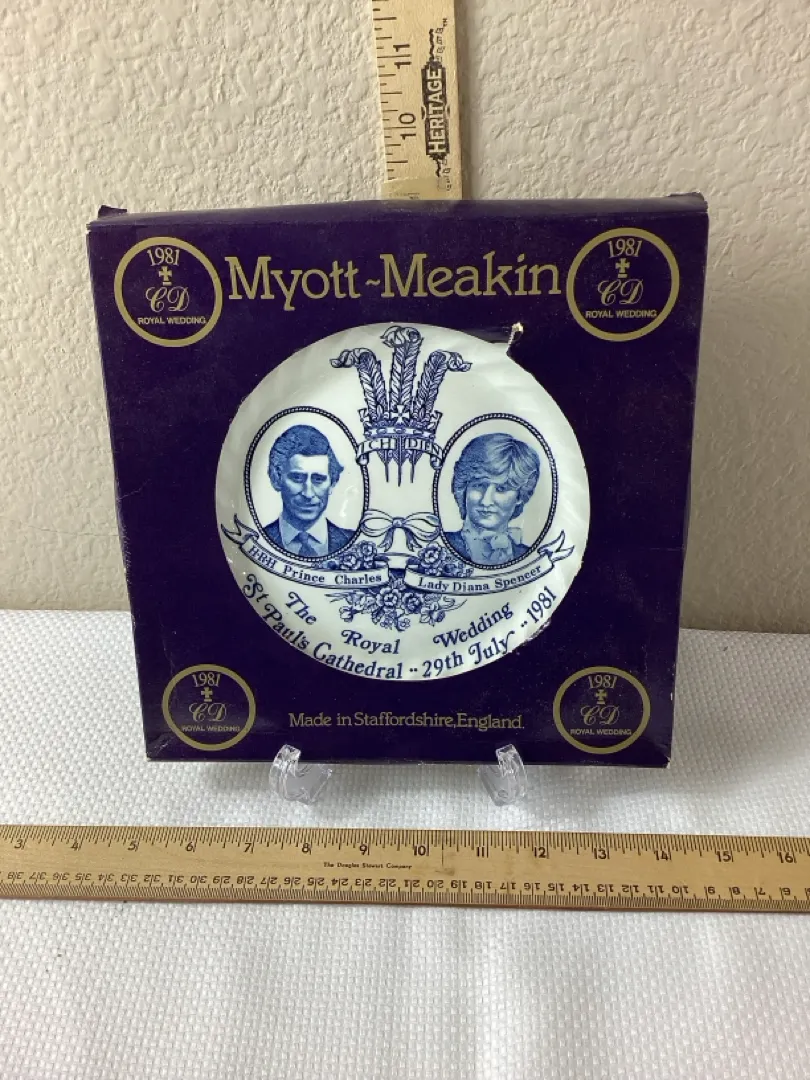 11
10
HERITAGE
1981
CD
ROYAL WEDDING
Myott~Meakin
1981
CD
ROYAL WEDDING
ICH DIEN
H.R.H Prince Charles
Lady Diana Spencer
The Royal Wedding
St Paul's Cathedral ·· 29th July ·· 1981
1981
CD
ROYAL WEDDING
Made in Staffordshire, England.
1981
CD
ROYAL WEDDING
3 4 5 6 7 8 9 10 11 12 13 14 15 16
The Douglas Stewart Company